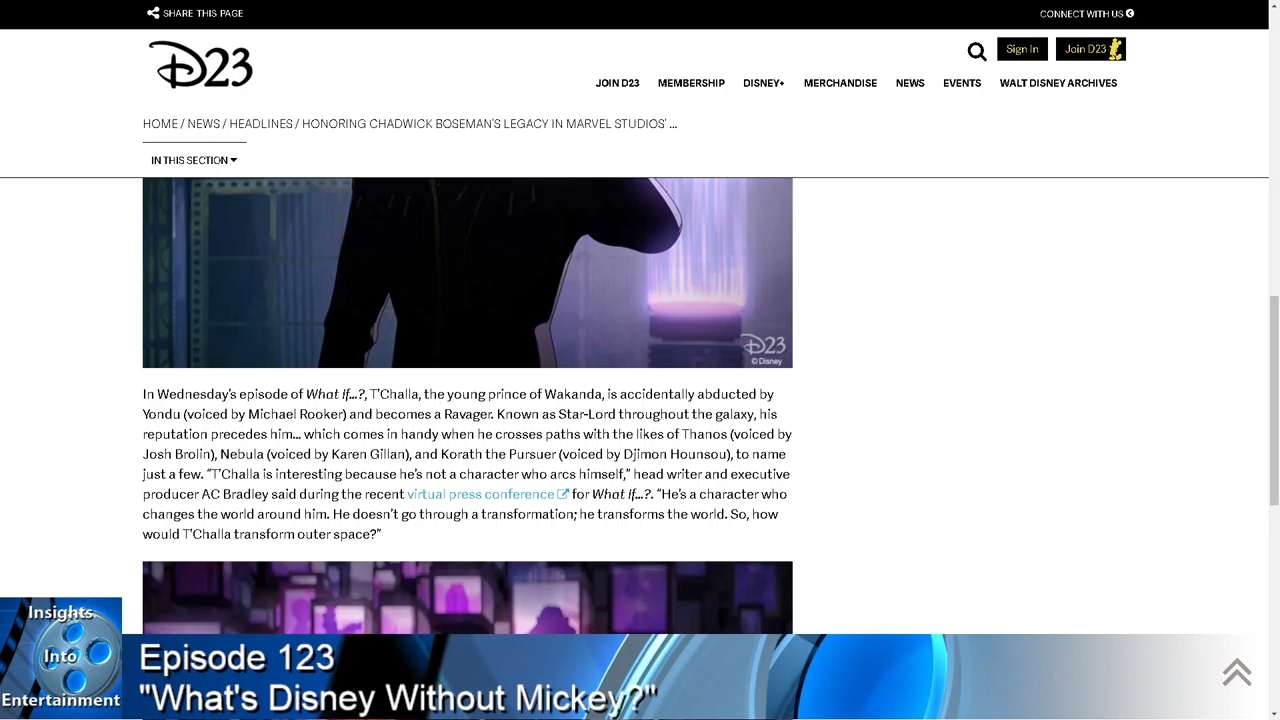 SHARE THIS PAGE
CONNECT WITH US
D23
Sign In
Join D23
JOIN D23 MEMBERSHIP DISNEY+ MERCHANDISE NEWS EVENTS WALT DISNEY ARCHIVES
HOME / NEWS / HEADLINES / HONORING CHADWICK BOSEMAN'S LEGACY IN MARVEL STUDIOS' ...
IN THIS SECTION
D23
© Disney
In Wednesday's episode of What If…?, T'Challa, the young prince of Wakanda, is accidentally abducted by
Yondu (voiced by Michael Rooker) and becomes a Ravager. Known as Star-Lord throughout the galaxy, his
reputation precedes him… which comes in handy when he crosses paths with the likes of Thanos (voiced by
Josh Brolin), Nebula (voiced by Karen Gillan), and Korath the Pursuer (voiced by Djimon Hounsou), to name
just a few. “T'Challa is interesting because he's not a character who arcs himself,” head writer and executive
producer AC Bradley said during the recent virtual press conference for What If…?. “He's a character who
changes the world around him. He doesn't go through a transformation; he transforms the world. So, how
would T'Challa transform outer space?”
Insights
Into
Entertainment
Episode 123
"What's Disney Without Mickey?"